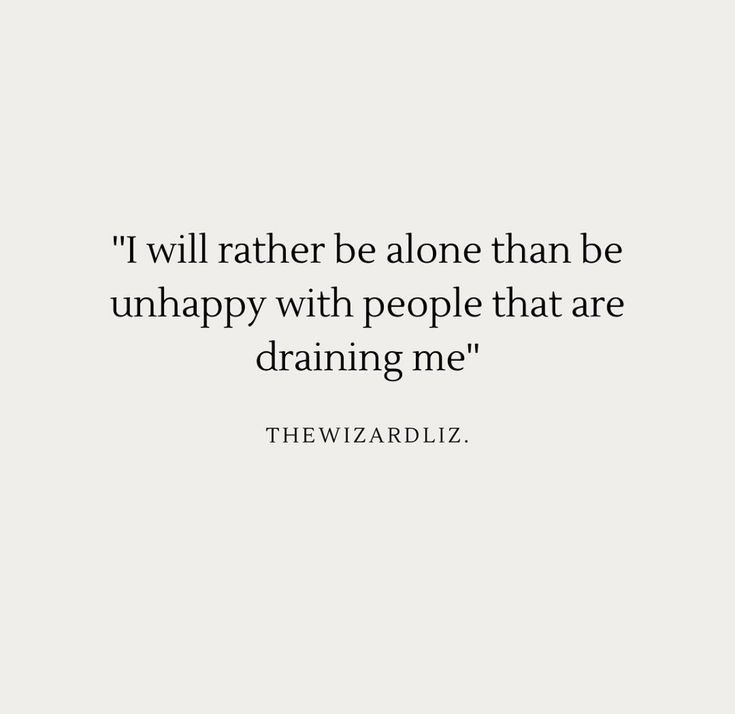 "I will rather be alone than be
unhappy with people that are
draining me"
THEWIZARDLIZ.